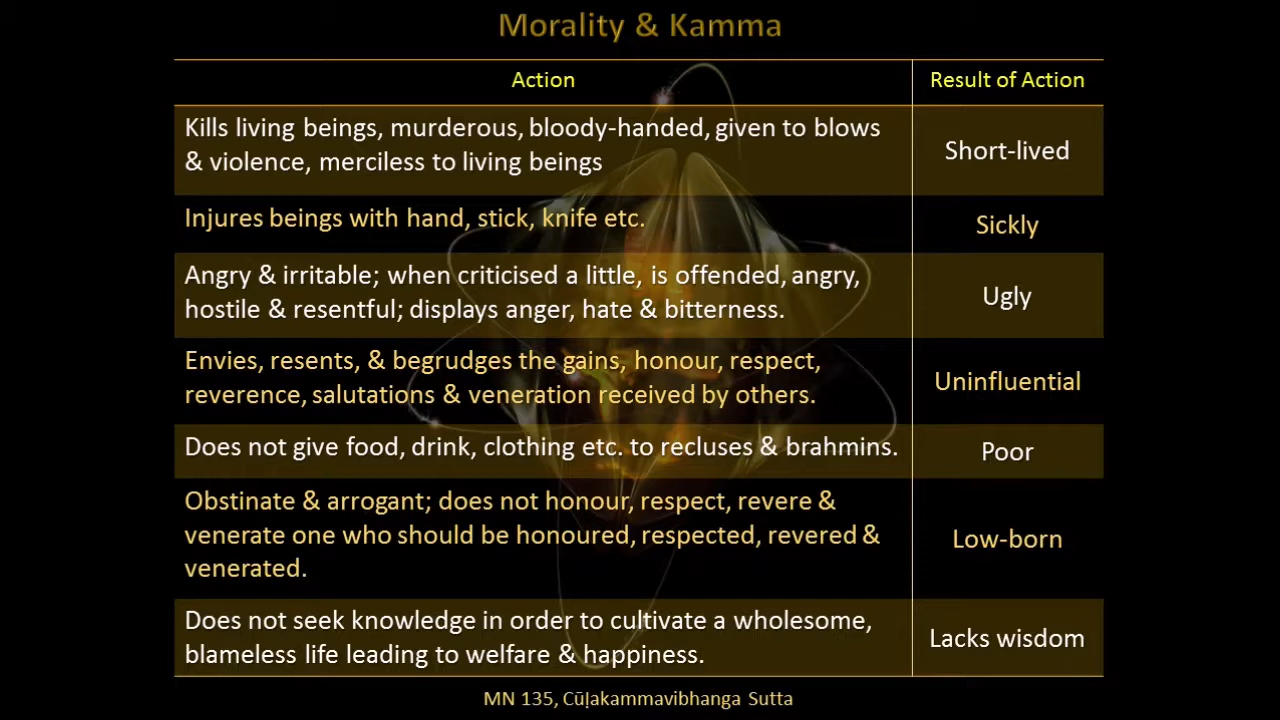 Morality & Kamma
Action
Result of Action
Kills living beings, murderous, bloody-handed, given to blows
& violence, merciless to living beings
Short-lived
Injures beings with hand, stick, knife etc.
Sickly
Angry & irritable; when criticised a little, is offended, angry,
hostile & resentful; displays anger, hate & bitterness.
Ugly
Envies, resents, & begrudges the gains, honour, respect,
reverence, salutations & veneration received by others.
Uninfluential
Does not give food, drink, clothing etc. to recluses & brahmins.
Poor
Obstinate & arrogant; does not honour, respect, revere &
venerate one who should be honoured, respected, revered &
venerated.
Low-born
Does not seek knowledge in order to cultivate a wholesome,
blameless life leading to welfare & happiness.
Lacks wisdom
MN 135, Cūḷakammavibhanga Sutta